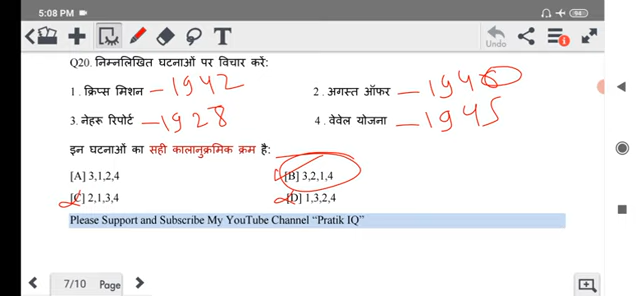 5:08 PM
Undo
Q20. निम्नलिखित घटनाओं पर विचार करें:
1. क्रिप्स मिशन — 1942
2. अगस्त ऑफर — 1940
3. नेहरू रिपोर्ट — 1928
4. वेवेल योजना — 1945
इन घटनाओं का सही कालानुक्रमिक क्रम है:
[A] 3,1,2,4
[B] 3,2,1,4
[C] 2,1,3,4
[D] 1,3,2,4
Please Support and Subscribe My YouTube Channel “Pratik IQ”
7/10 Page